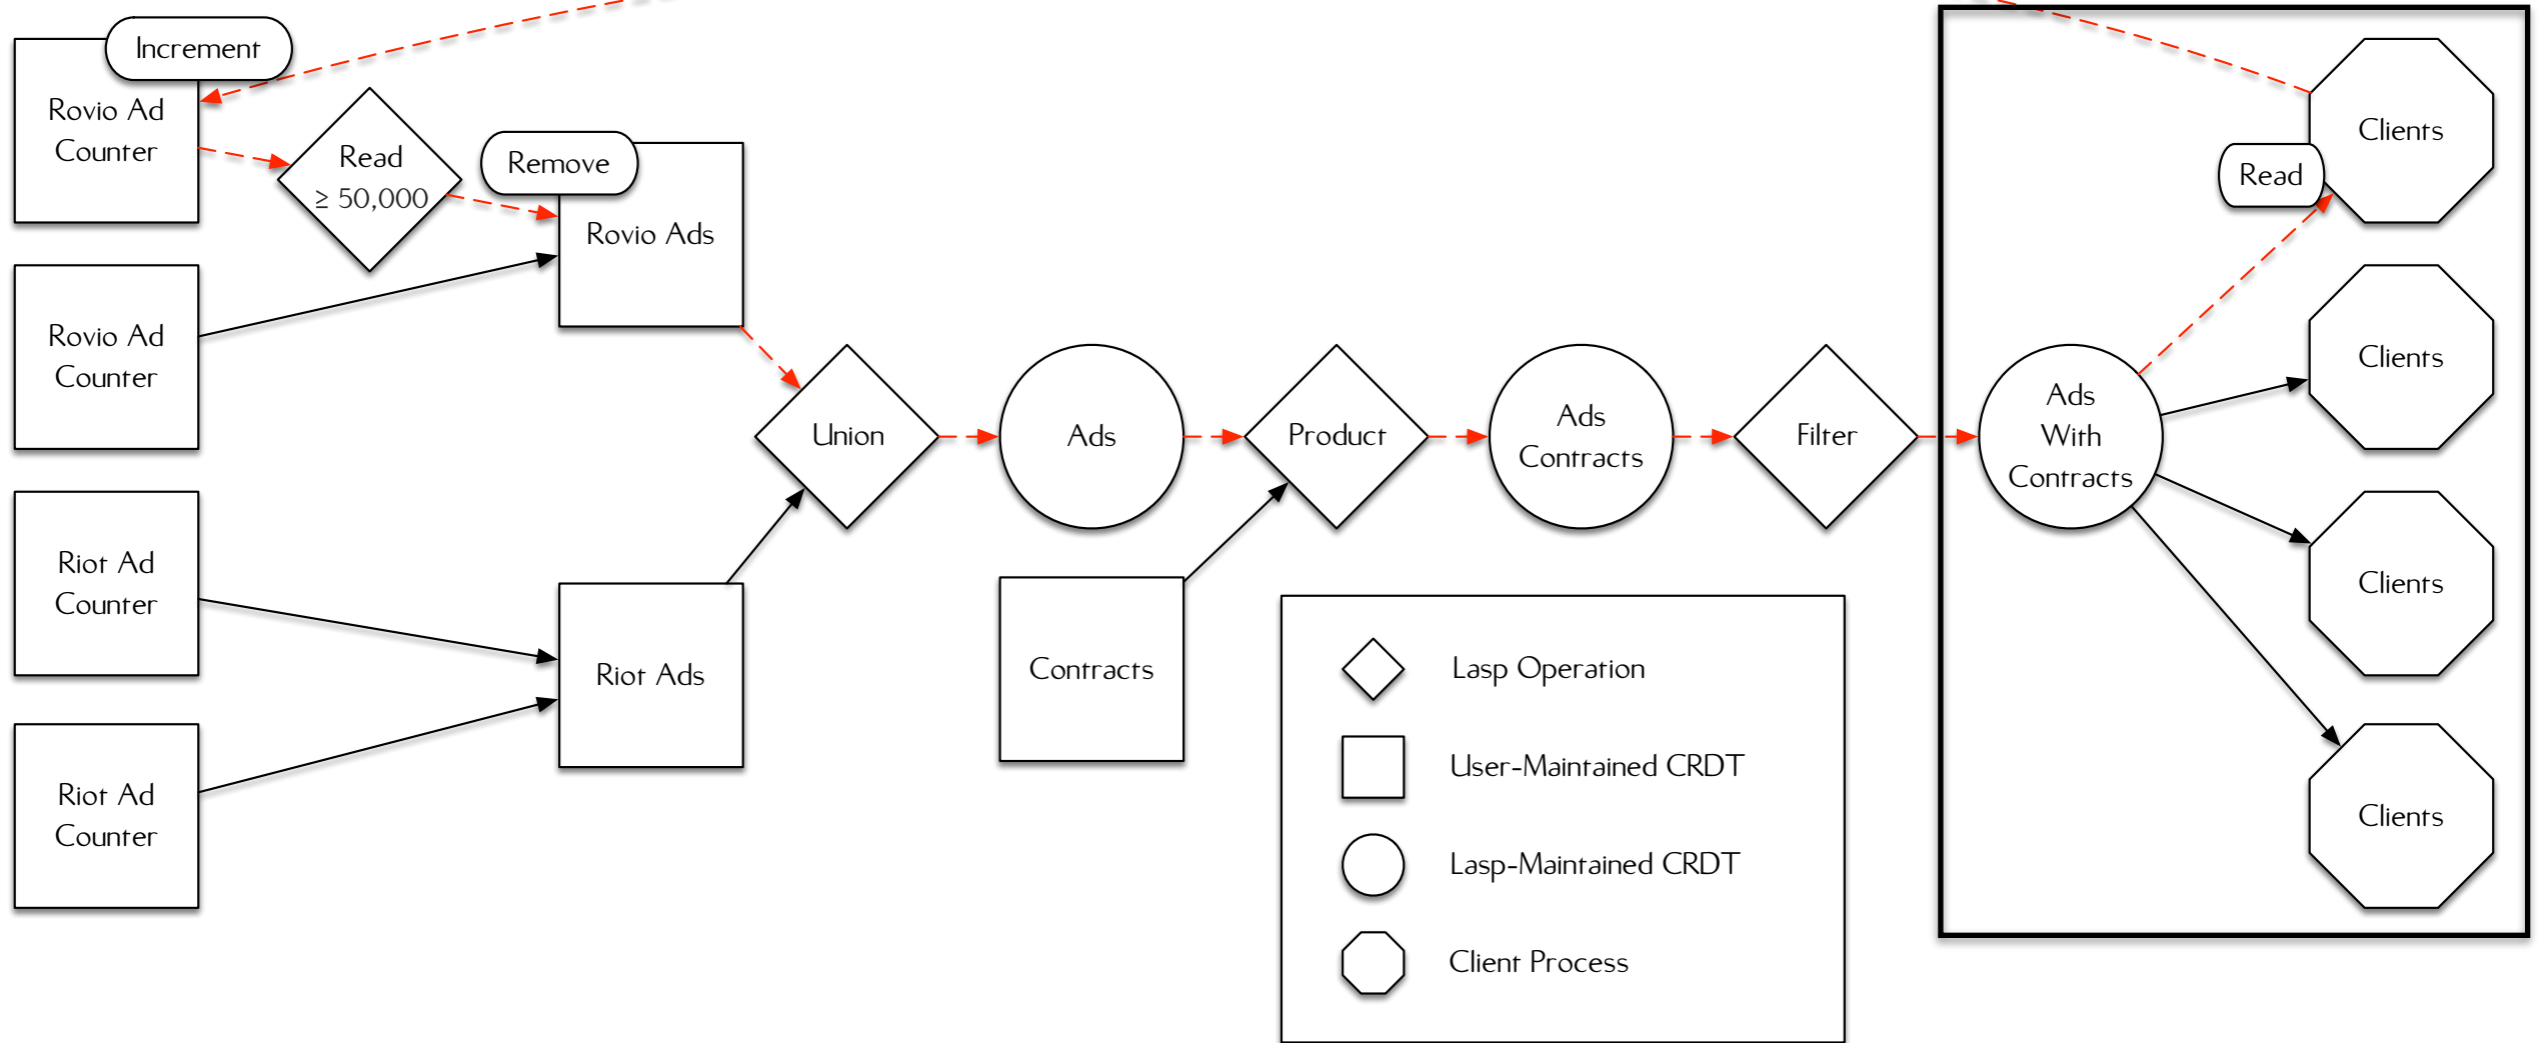 Increment
Rovio Ad
Counter
Read
≥ 50,000
Remove
Rovio Ads
Rovio Ad
Counter
Riot Ad
Counter
Riot Ad
Counter
Riot Ads
Union
Ads
Contracts
Product
Ads
Contracts
Filter
Ads
With
Contracts
Read
Clients
Clients
Clients
Clients
Lasp Operation
User-Maintained CRDT
Lasp-Maintained CRDT
Client Process